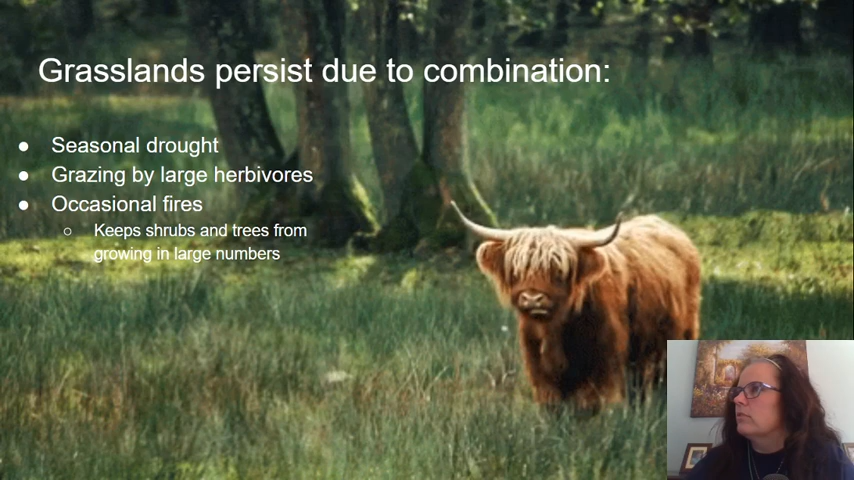 Grasslands persist due to combination:
● Seasonal drought
● Grazing by large herbivores
● Occasional fires
○ Keeps shrubs and trees from
growing in large numbers